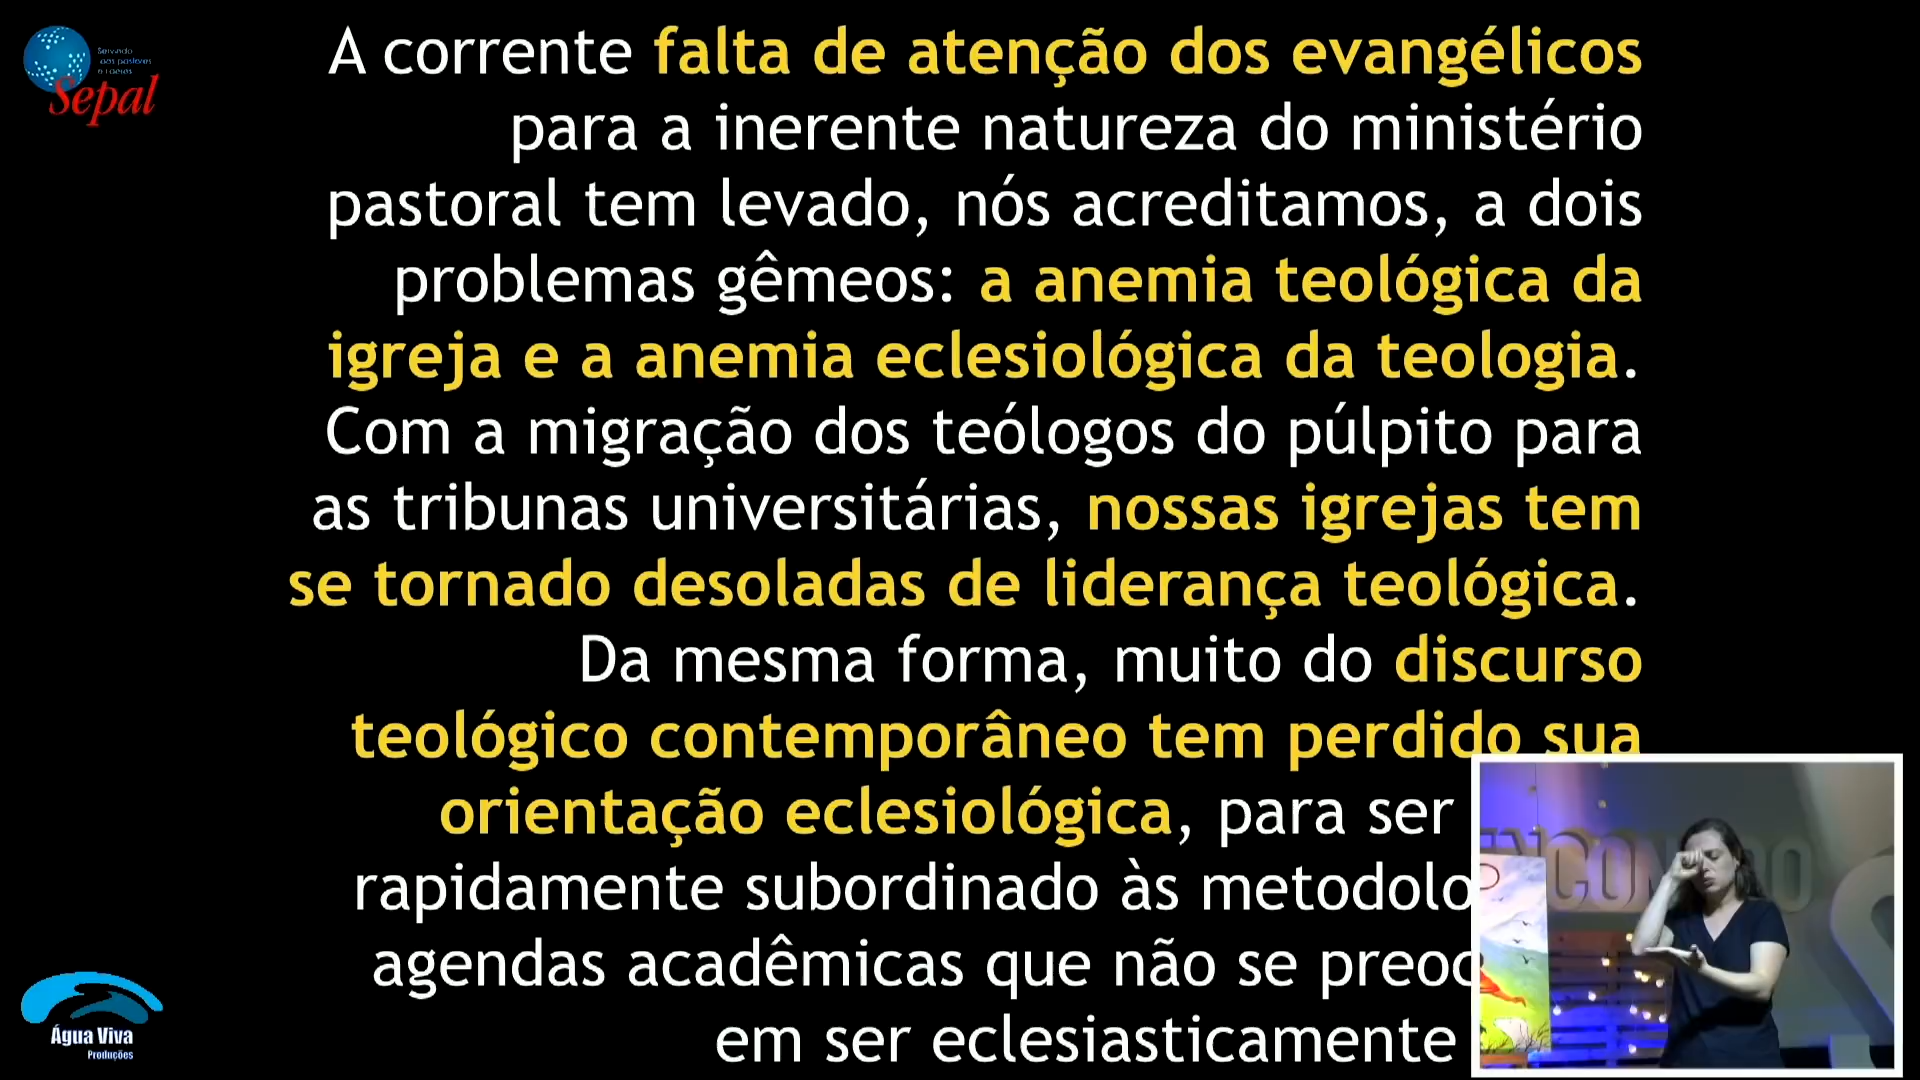 Servindo
aos pastores
e líderes
Sepal
A corrente falta de atenção dos evangélicos
para a inerente natureza do ministério
pastoral tem levado, nós acreditamos, a dois
problemas gêmeos: a anemia teológica da
igreja e a anemia eclesiológica da teologia.
Com a migração dos teólogos do púlpito para
as tribunas universitárias, nossas igrejas tem
se tornado desoladas de liderança teológica.
Da mesma forma, muito do discurso
teológico contemporâneo tem perdido sua
orientação eclesiológica, para ser
rapidamente subordinado às
agendas acadêmicas que não se
em ser eclesiasticamente
Água Viva
Produções